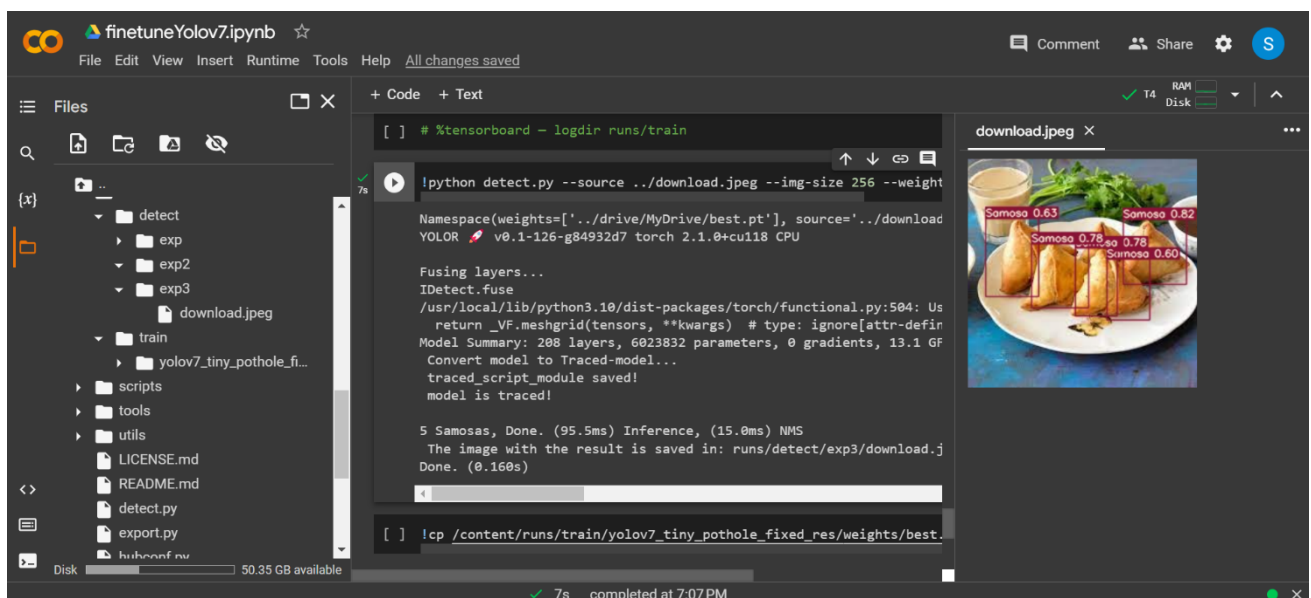 finetuneYolov7.ipynb
File Edit View Insert Runtime Tools Help All changes saved
Comment
Share
S
Files
..
{x}
detect
exp
exp2
exp3
download.jpeg
train
yolov7_tiny_pothole_fi...
scripts
tools
utils
LICENSE.md
README.md
detect.py
export.py
hubconf.py
Disk
50.35 GB available
+ Code + Text
T4
RAM
Disk
[ ] # %tensorboard — logdir runs/train
7s
!python detect.py --source ../download.jpeg --img-size 256 --weight
Namespace(weights=['../drive/MyDrive/best.pt'], source='../download
YOLOR 🚀 v0.1-126-g84932d7 torch 2.1.0+cu118 CPU
Fusing layers...
IDetect.fuse
/usr/local/lib/python3.10/dist-packages/torch/functional.py:504: Us
return _VF.meshgrid(tensors, **kwargs) # type: ignore[attr-defin
Model Summary: 208 layers, 6023832 parameters, 0 gradients, 13.1 GF
Convert model to Traced-model...
traced_script_module saved!
model is traced!
5 Samosas, Done. (95.5ms) Inference, (15.0ms) NMS
The image with the result is saved in: runs/detect/exp3/download.j
Done. (0.160s)
[ ] !cp /content/runs/train/yolov7_tiny_pothole_fixed_res/weights/best.
download.jpeg
Samosa 0.63
Samosa 0.82
Samosa 0.78
sa 0.78
Samosa 0.60
7s completed at 7:07 PM